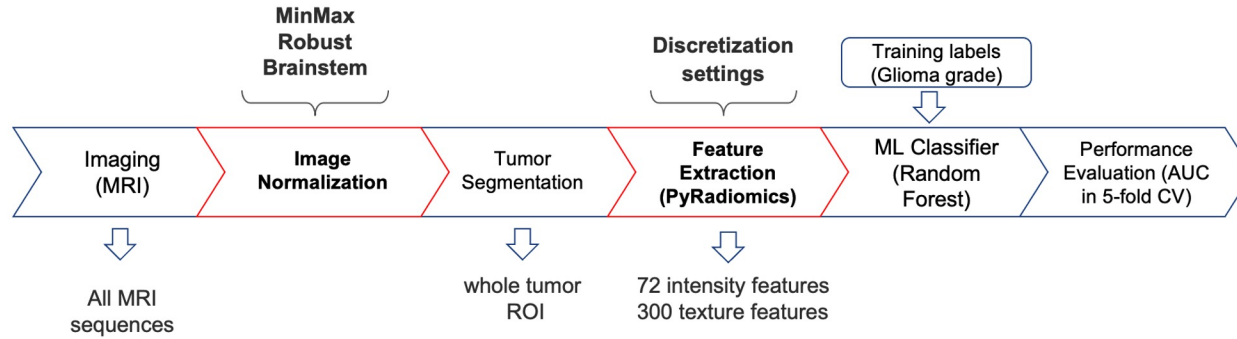 MinMax
Robust
Brainstem
Discretization
settings
Training labels
(Glioma grade)
Imaging
(MRI)
Image
Normalization
Tumor
Segmentation
Feature
Extraction
(PyRadiomics)
ML Classifier
(Random
Forest)
Performance
Evaluation (AUC
in 5-fold CV)
All MRI
sequences
whole tumor
ROI
72 intensity features
300 texture features